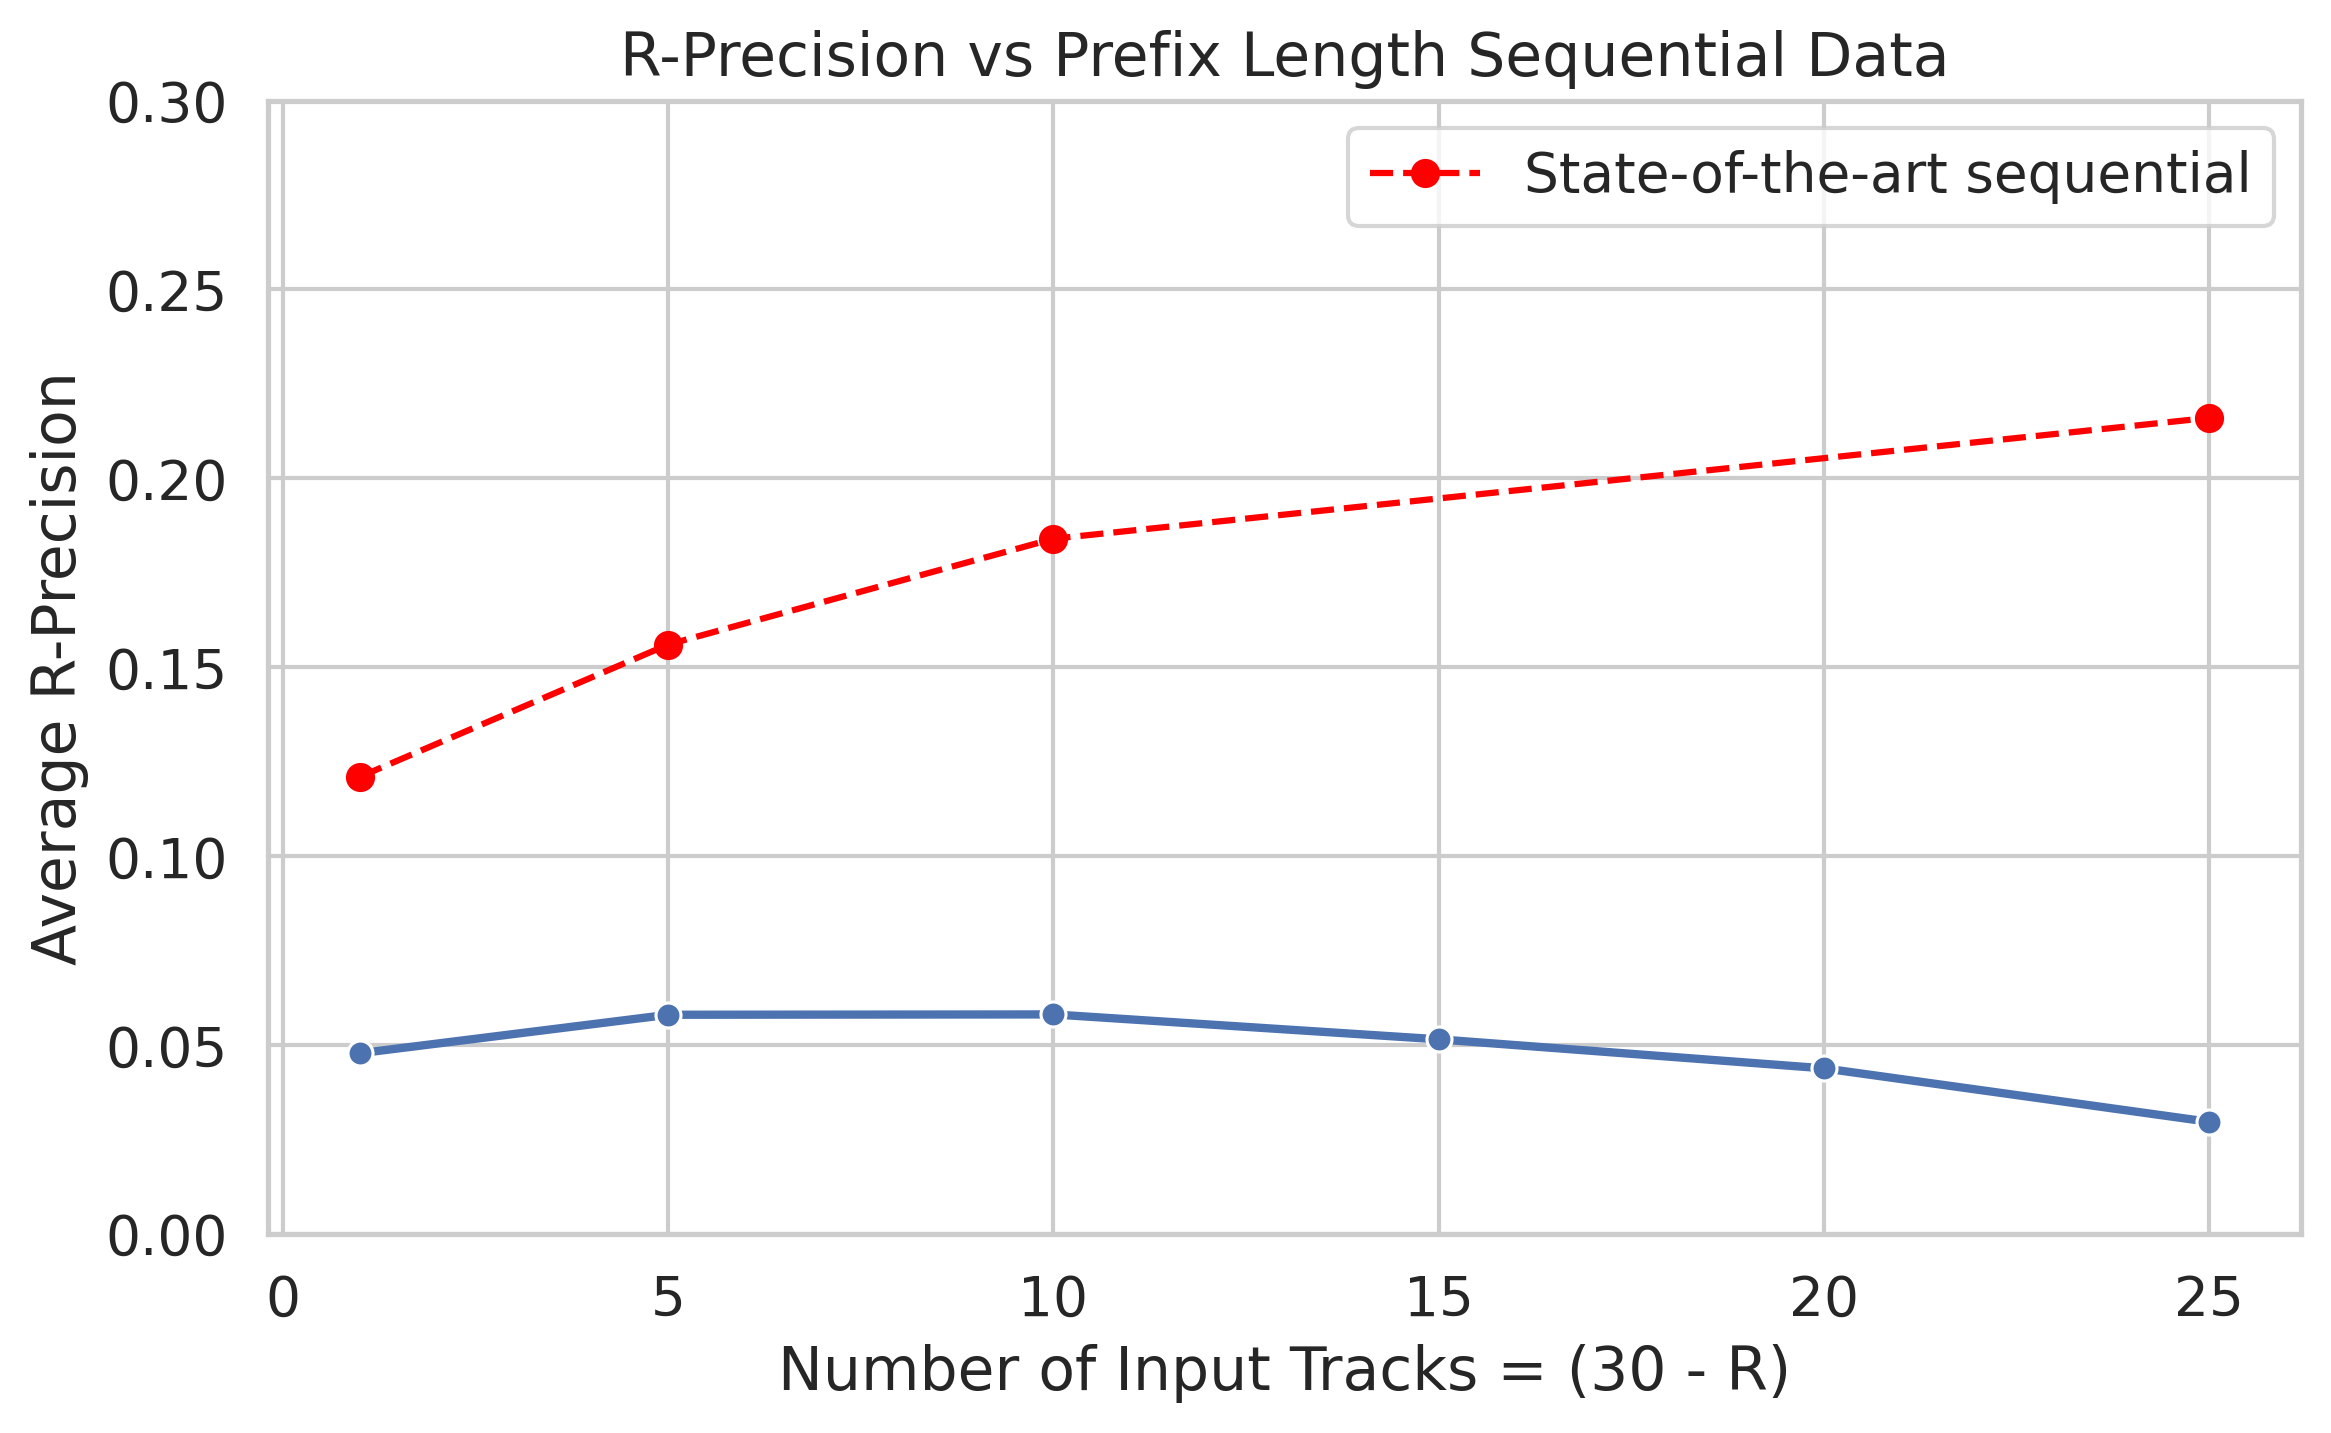 R-Precision vs Prefix Length Sequential Data
State-of-the-art sequential
Average R-Precision
0.30
0.25
0.20
0.15
0.10
0.05
0.00
0 5 10 15 20 25
Number of Input Tracks = (30 - R)